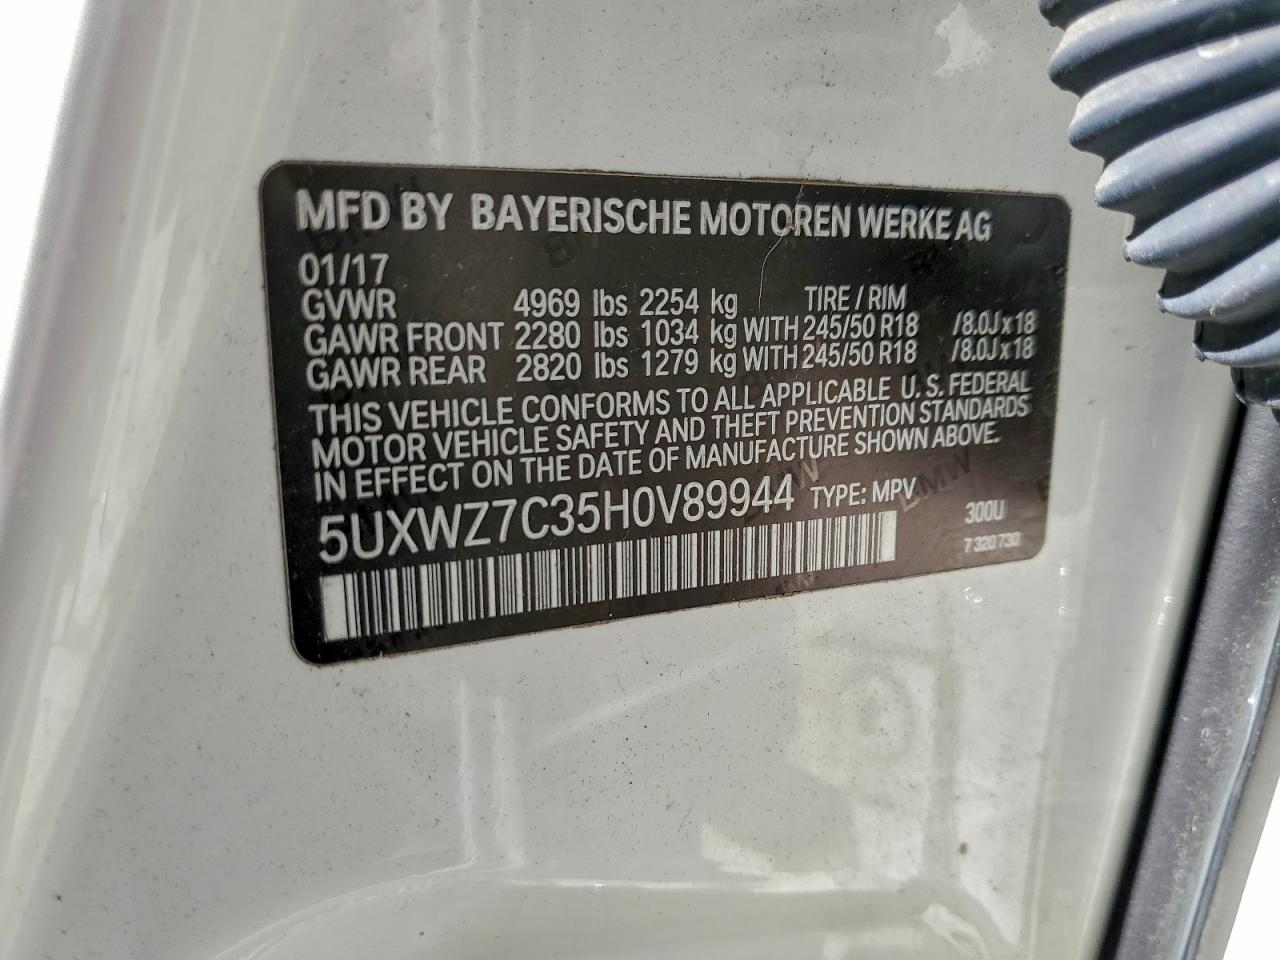 MFD BY BAYERISCHE MOTOREN WERKE AG
01/17
GVWR 4969 lbs 2254 kg TIRE / RIM
GAWR FRONT 2280 lbs 1034 kg WITH 245/50 R18 /8.0J x 18
GAWR REAR 2820 lbs 1279 kg WITH 245/50 R18 /8.0J x 18
THIS VEHICLE CONFORMS TO ALL APPLICABLE U. S. FEDERAL
MOTOR VEHICLE SAFETY AND THEFT PREVENTION STANDARDS
IN EFFECT ON THE DATE OF MANUFACTURE SHOWN ABOVE.
5UXWZ7C35H0V89944 TYPE: MPV
300U
7 320 730